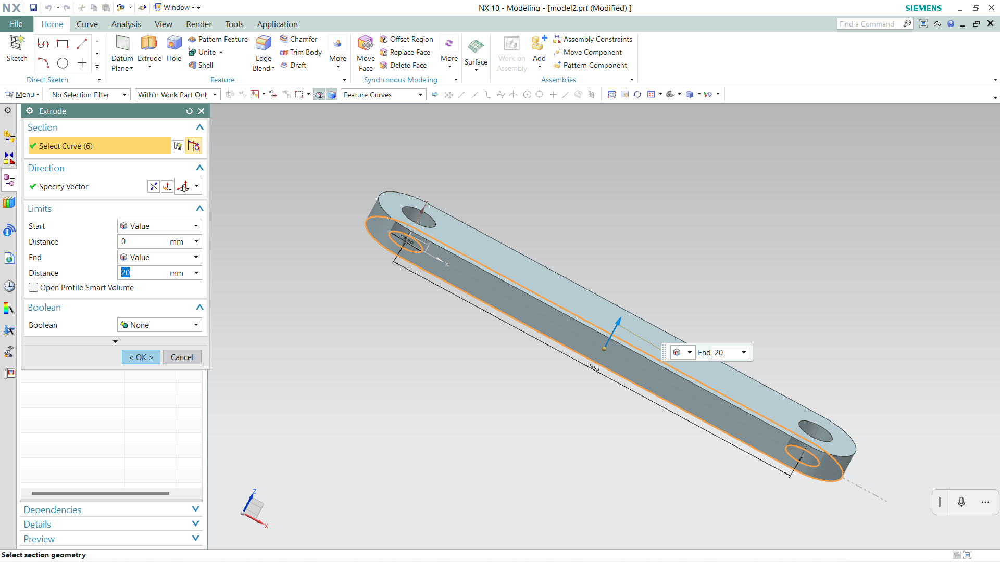 NX
Window
NX 10 - Modeling - [model2.prt (Modified) ]
SIEMENS
File
Home
Curve
Analysis
View
Render
Tools
Application
Find a Command
Sketch
Direct Sketch
Datum
Plane
Extrude
Hole
Pattern Feature
Unite
Shell
Edge
Blend
Chamfer
Trim Body
Draft
More
Feature
Move
Face
Offset Region
Replace Face
Delete Face
More
Synchronous Modeling
Surface
Work on
Assembly
Add
Assembly Constraints
Move Component
Pattern Component
Assemblies
Menu
No Selection Filter
Within Work Part Onl
Feature Curves
Extrude
Section
Select Curve (6)
Direction
Specify Vector
Limits
Start
Value
Distance
0 mm
End
Value
Distance
20 mm
Open Profile Smart Volume
Boolean
Boolean
None
< OK >
Cancel
Z
X
End 20
300
Z
X
Dependencies
Details
Preview
Select section geometry